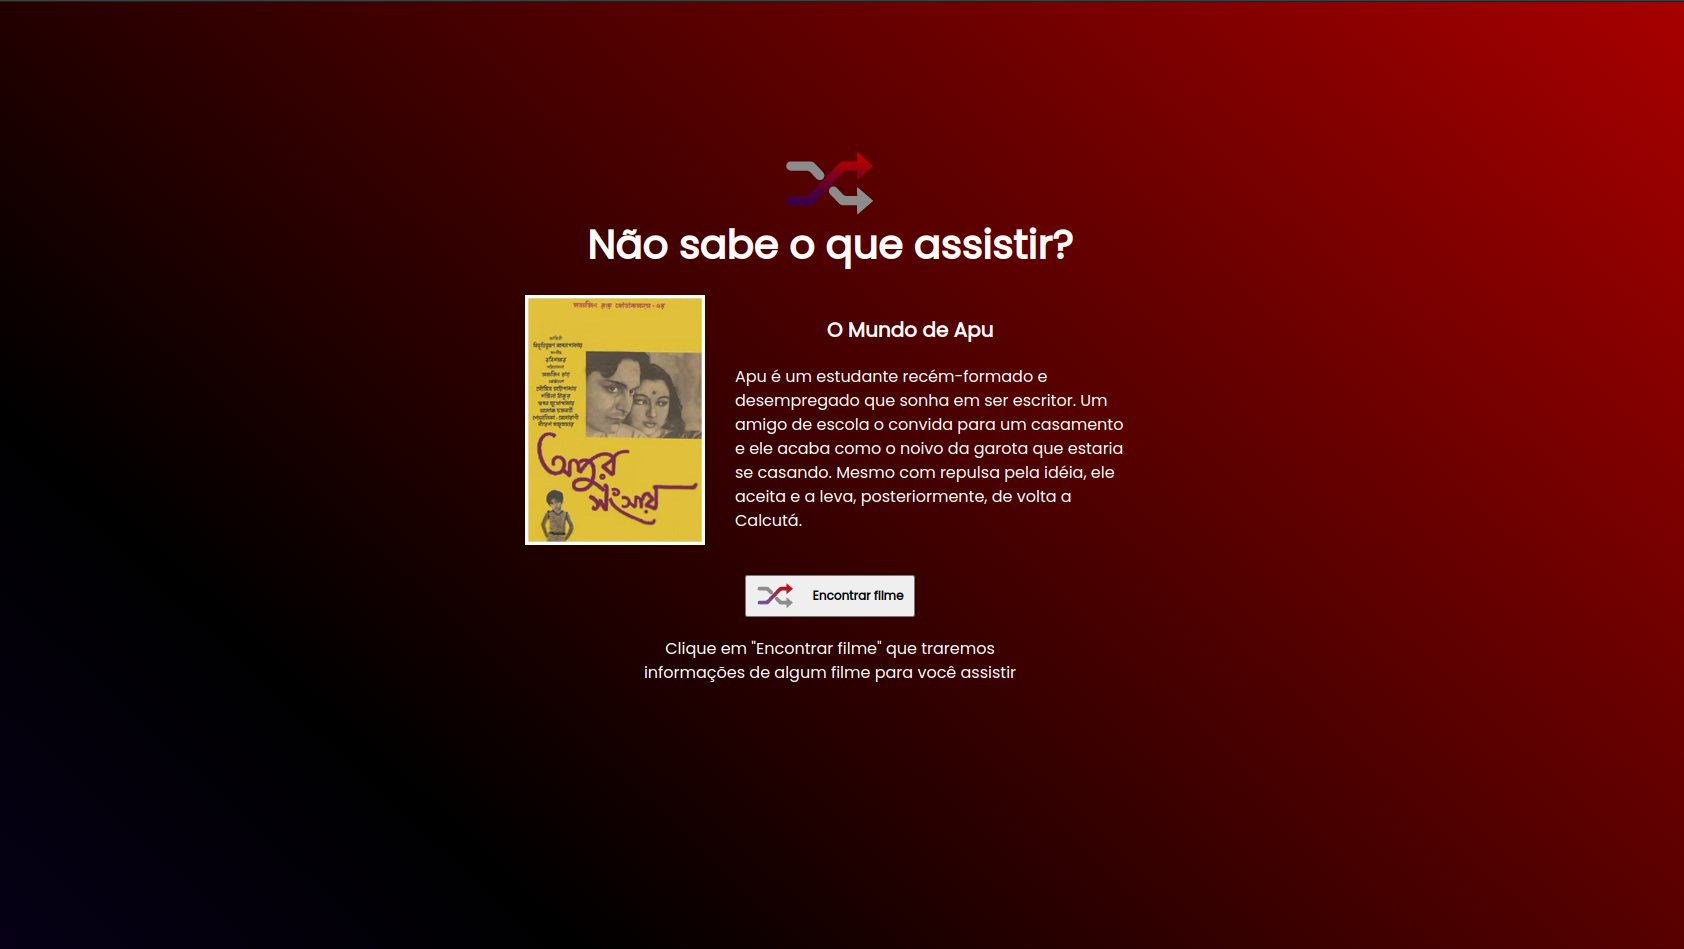 Não sabe o que assistir?
অপুর
সংসার
O Mundo de Apu
Apu é um estudante recém-formado e
desempregado que sonha em ser escritor. Um
amigo de escola o convida para um casamento
e ele acaba como o noivo da garota que estaria
se casando. Mesmo com repulsa pela idéia, ele
aceita e a leva, posteriormente, de volta a
Calcutá.
Encontrar filme
Clique em "Encontrar filme" que traremos
informações de algum filme para você assistir